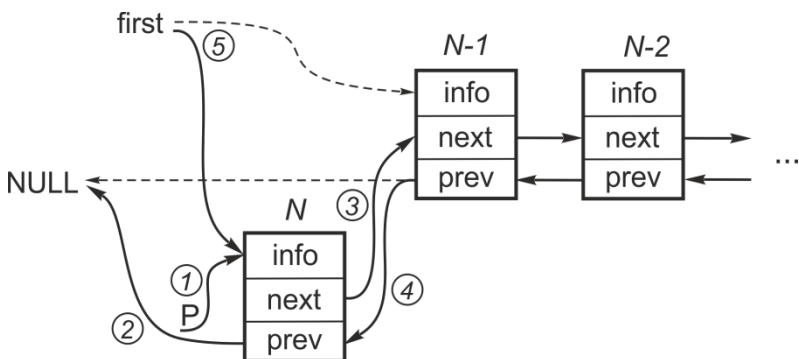 first
⑤
N-1
N-2
info
info
next
next
prev
prev
...
NULL
③
N
①
info
④
P
next
②
prev